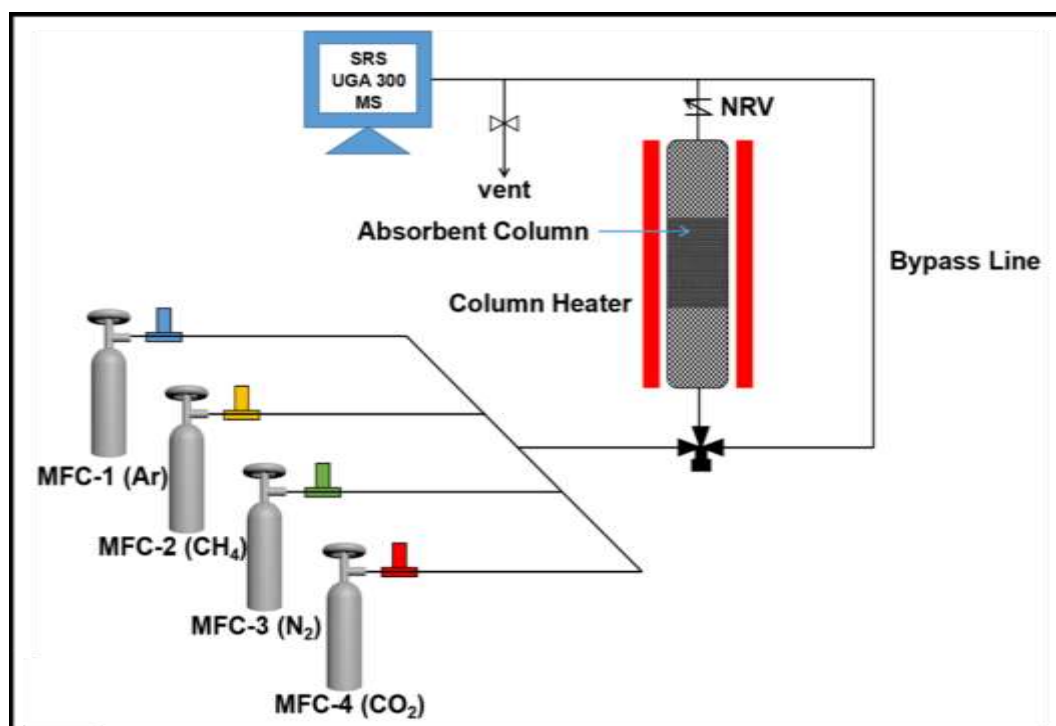 SRS
UGA 300
MS
NRV
vent
Absorbent Column
Bypass Line
Column Heater
MFC-1 (Ar)
MFC-2 (CH₄)
MFC-3 (N₂)
MFC-4 (CO₂)